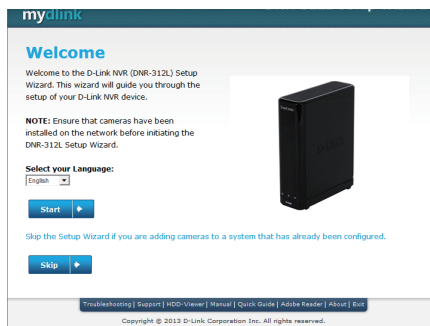 mydlink
Welcome
Welcome to the D-Link NVR (DNR-312L) Setup
Wizard. This wizard will guide you through the
setup of your D-Link NVR device.
NOTE: Ensure that cameras have been
installed on the network before initiating the
DNR-312L Setup Wizard.
Select your Language:
English
Start
Skip the Setup Wizard if you are adding cameras to a system that has already been configured.
Skip
Troubleshooting | Support | HDD-Viewer | Manual | Quick Guide | Adobe Reader | About | Exit
Copyright © 2013 D-Link Corporation Inc. All rights reserved.